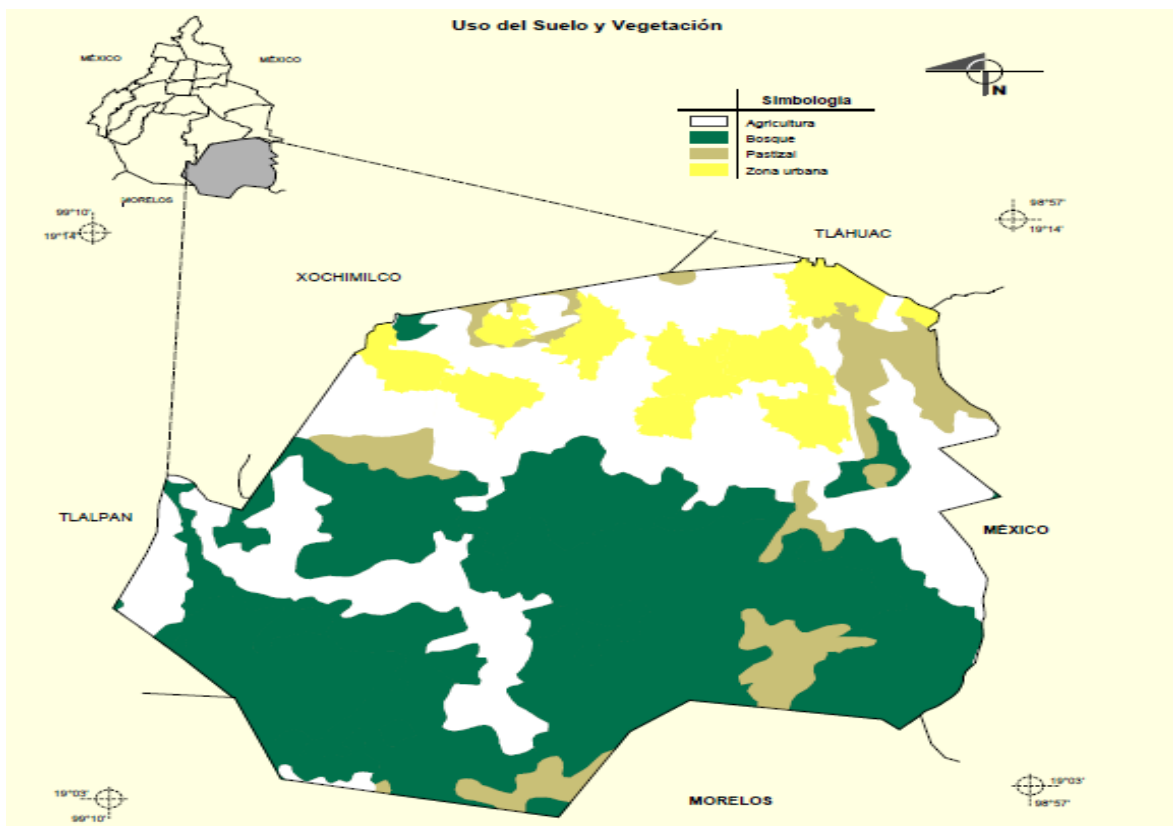 Uso del Suelo y Vegetación
MÉXICO
MÉXICO
N
Simbología
Agricultura
Bosque
Pastizal
Zona urbana
MORELOS
99°10'
19°14'
98°57'
19°14'
TLÁHUAC
XOCHIMILCO
TLALPAN
MÉXICO
19°03'
99°10'
MORELOS
19°03'
98°57'